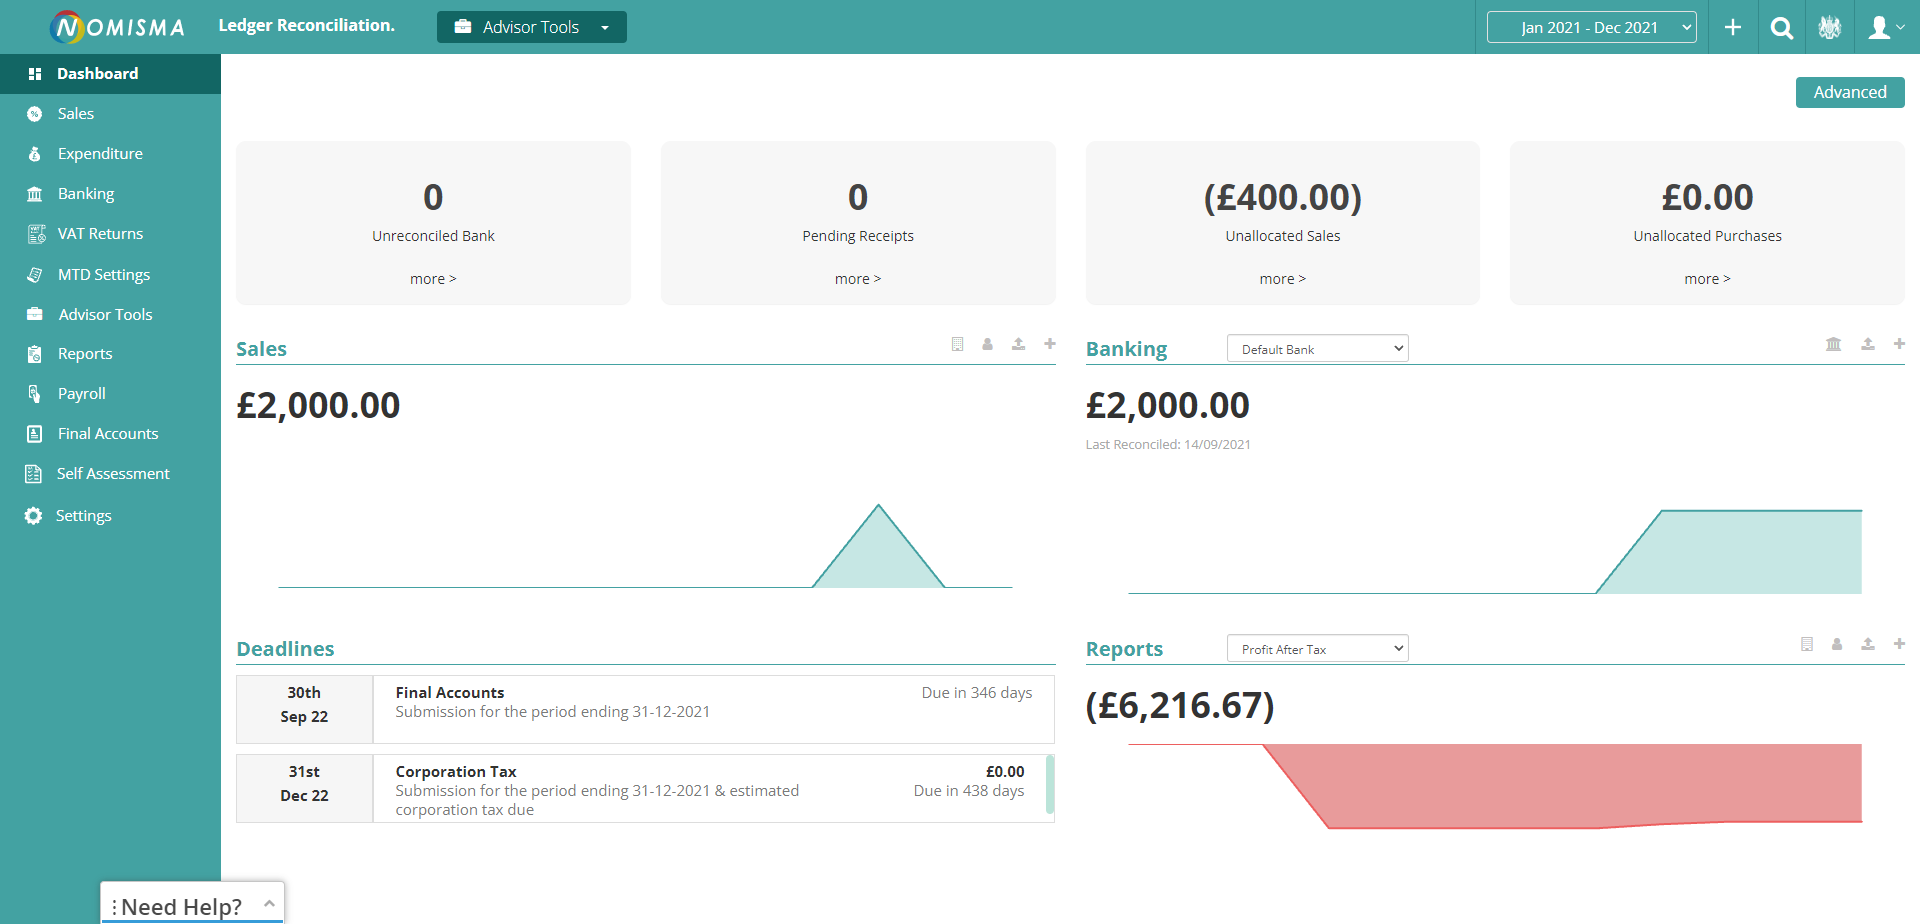 NOMISMA
Ledger Reconciliation.
Advisor Tools
Jan 2021 - Dec 2021
Dashboard
Sales
Expenditure
Banking
VAT Returns
MTD Settings
Advisor Tools
Reports
Payroll
Final Accounts
Self Assessment
Settings
Need Help?
Advanced
0
Unreconciled Bank
more >
0
Pending Receipts
more >
(£400.00)
Unallocated Sales
more >
£0.00
Unallocated Purchases
more >
Sales
£2,000.00
Banking
Default Bank
£2,000.00
Last Reconciled: 14/09/2021
Deadlines
30th
Sep 22
Final Accounts
Submission for the period ending 31-12-2021
Due in 346 days
31st
Dec 22
Corporation Tax
Submission for the period ending 31-12-2021 & estimated
corporation tax due
£0.00
Due in 438 days
Reports
Profit After Tax
(£6,216.67)